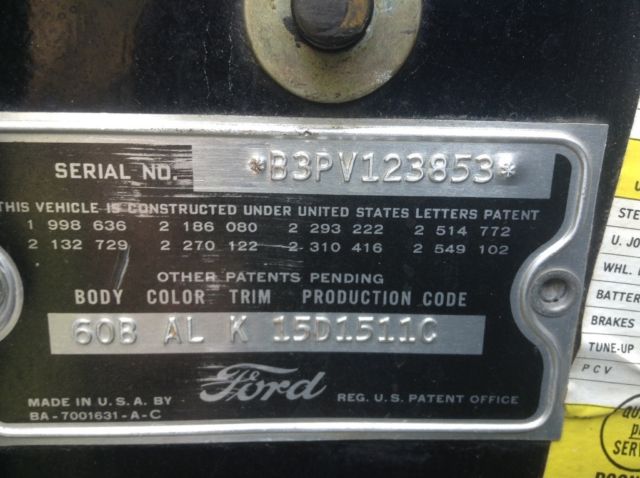 SERIAL NO. *B3PV123853*
THIS VEHICLE IS CONSTRUCTED UNDER UNITED STATES LETTERS PATENT
1 998 636 2 186 080 2 293 222 2 514 772
2 132 729 2 270 122 2 310 416 2 549 102
OTHER PATENTS PENDING
BODY COLOR TRIM PRODUCTION CODE
60B AL K 15D1511C
MADE IN U.S.A. BY Ford REG. U.S. PATENT OFFICE
BA-7001631-A-C
STE
U. JO
WHL.
BATTER
BRAKES
TUNE-UP
PCV
SERV